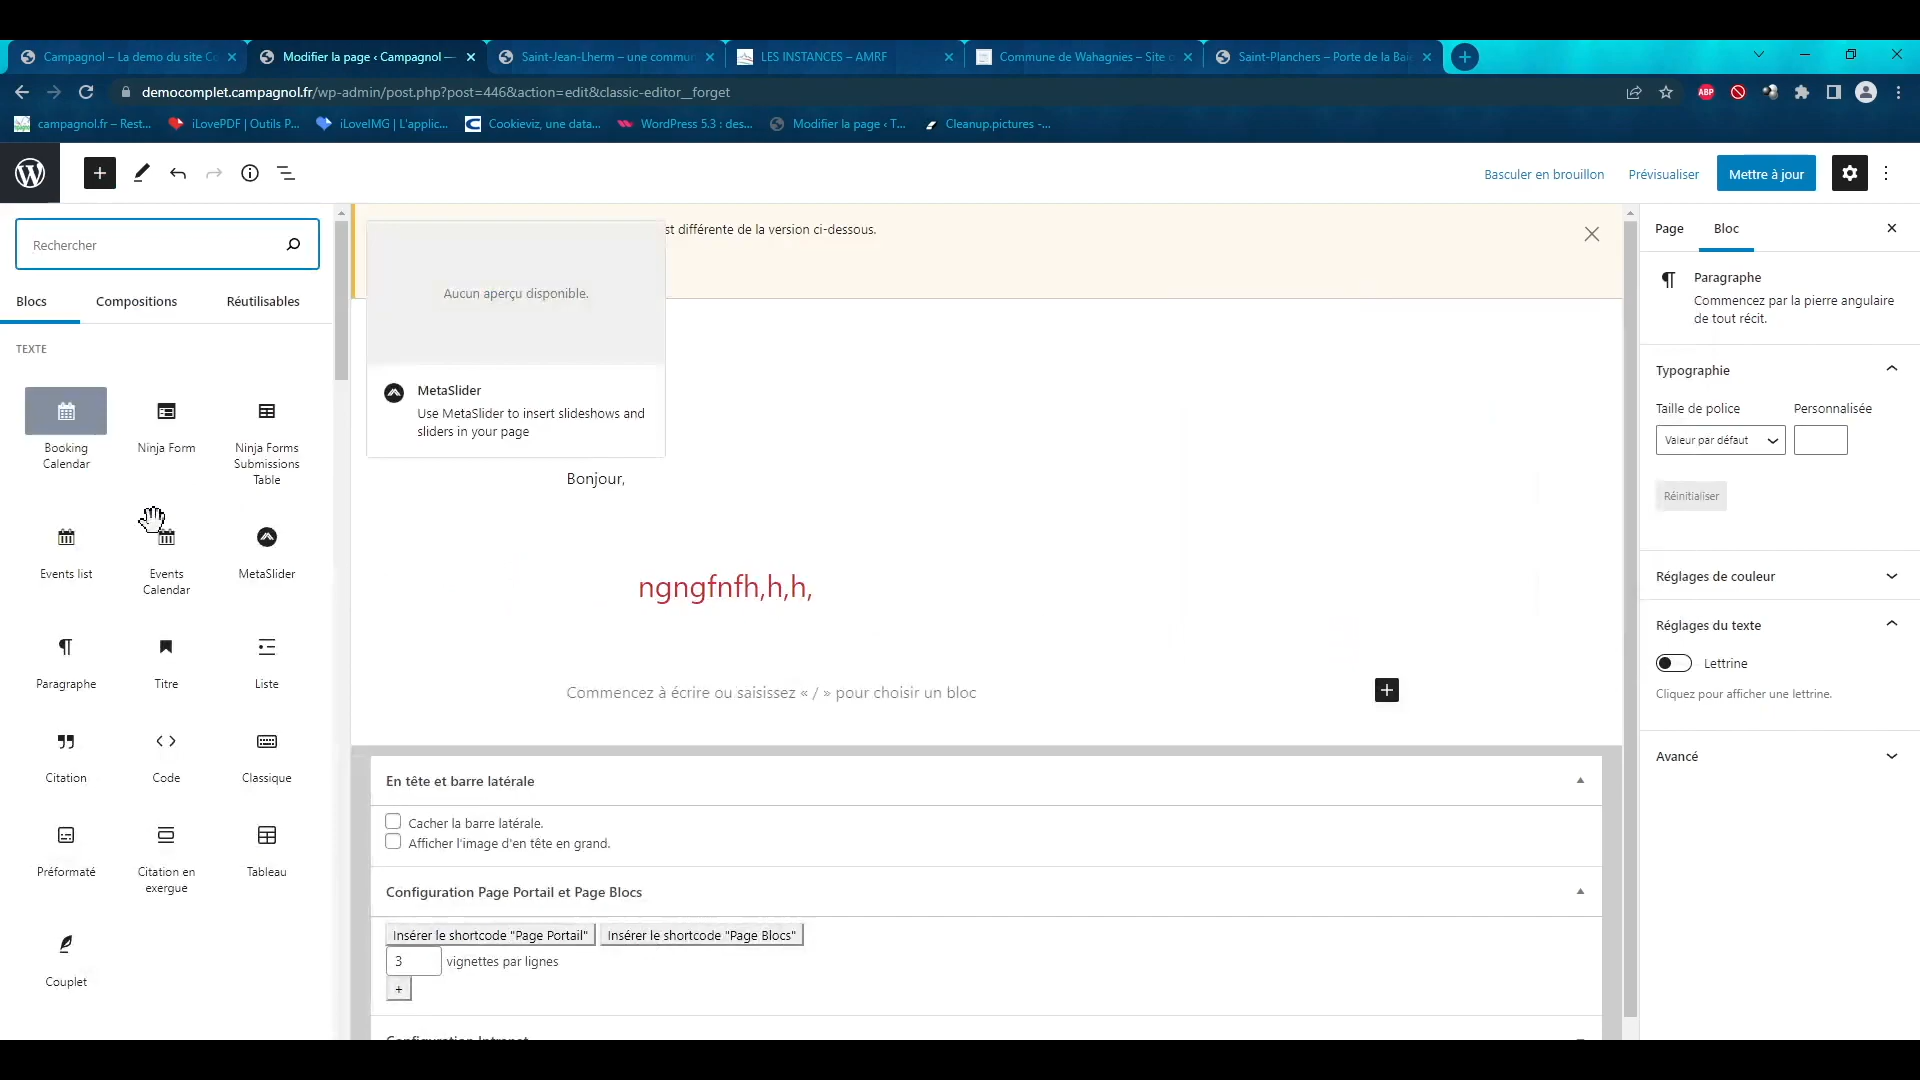 Campagnol – La demo du site C
Modifier la page ‹ Campagnol —
Saint-Jean-Lherm – une commu
LES INSTANCES – AMRF
Commune de Wahagnies – Site
Saint-Planchers – Porte de la Bai
democomplet.campagnol.fr/wp-admin/post.php?post=446&action=edit&classic-editor__forget
ABP
campagnol.fr – Rest...
iLovePDF | Outils P...
iLoveIMG | L'applic...
Cookieviz, une data...
WordPress 5.3 : des...
Modifier la page ‹ T...
Cleanup.pictures -...
Basculer en brouillon
Prévisualiser
Mettre à jour
Rechercher
Blocs
Compositions
Réutilisables
TEXTE
Booking Calendar
Ninja Form
Ninja Forms Submissions Table
Events list
Events Calendar
MetaSlider
Paragraphe
Titre
Liste
Citation
Code
Classique
Préformaté
Citation en exergue
Tableau
Couplet
st différente de la version ci-dessous.
Aucun aperçu disponible.
MetaSlider
Use MetaSlider to insert slideshows and
sliders in your page
Bonjour,
ngngfnfh,h,h,
Commencez à écrire ou saisissez « / » pour choisir un bloc
En tête et barre latérale
Cacher la barre latérale.
Afficher l'image d'en tête en grand.
Configuration Page Portail et Page Blocs
Insérer le shortcode "Page Portail"
Insérer le shortcode "Page Blocs"
3 vignettes par lignes
+
Configuration Intranet
Page
Bloc
Paragraphe
Commencez par la pierre angulaire
de tout récit.
Typographie
Taille de police
Personnalisée
Valeur par défaut
Réinitialiser
Réglages de couleur
Réglages du texte
Lettrine
Cliquez pour afficher une lettrine.
Avancé